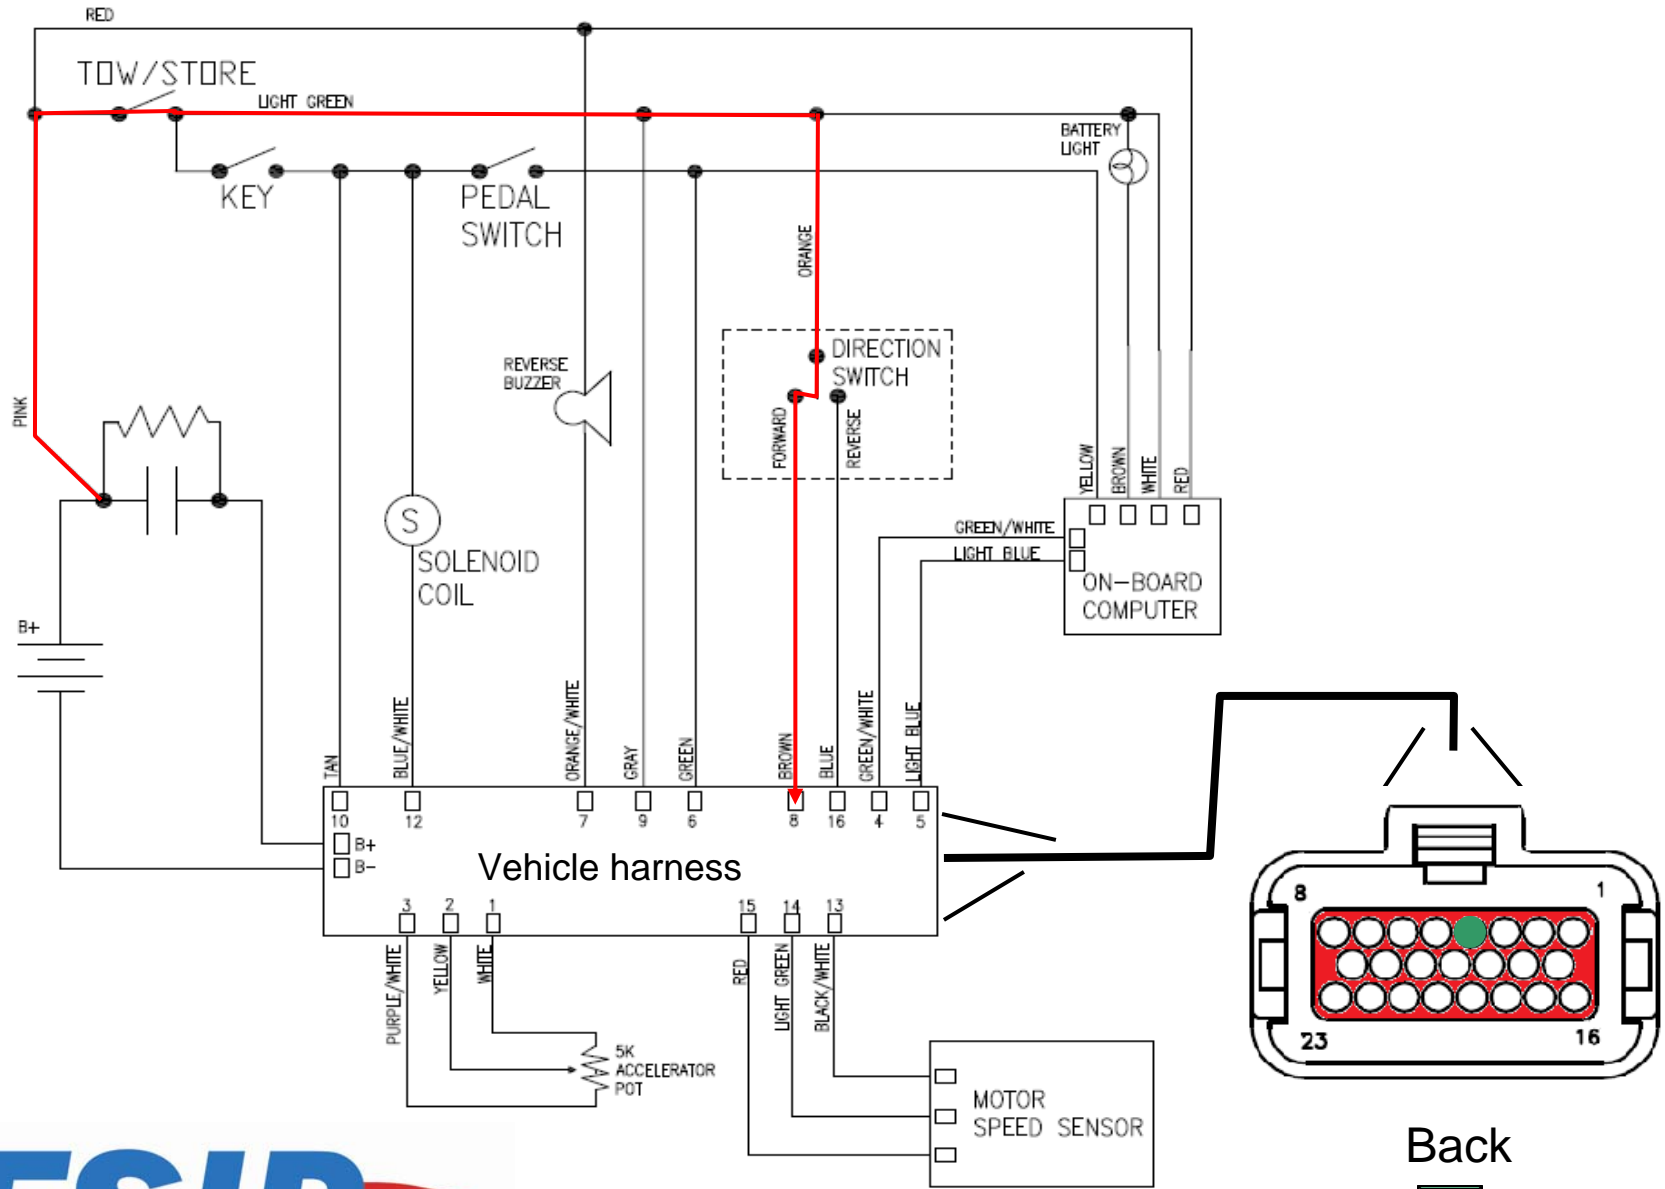 RED
TOW/STORE
LIGHT GREEN
BATTERY
LIGHT
KEY
PEDAL
SWITCH
ORANGE
DIRECTION
SWITCH
REVERSE
BUZZER
FORWARD
REVERSE
PINK
YELLOW
BROWN
WHITE
RED
GREEN/WHITE
LIGHT BLUE
ON-BOARD
COMPUTER
S
SOLENOID
COIL
B+
TAN
BLUE/WHITE
ORANGE/WHITE
GRAY
GREEN
BROWN
BLUE
GREEN/WHITE
LIGHT BLUE
10 12 7 9 6 8 16 4 5
B+
B-
Vehicle harness
3 2 1 15 14 13
PURPLE/WHITE
YELLOW
WHITE
RED
LIGHT GREEN
BLACK/WHITE
5K
ACCELERATOR
POT
MOTOR
SPEED SENSOR
8 1
23 16
Back